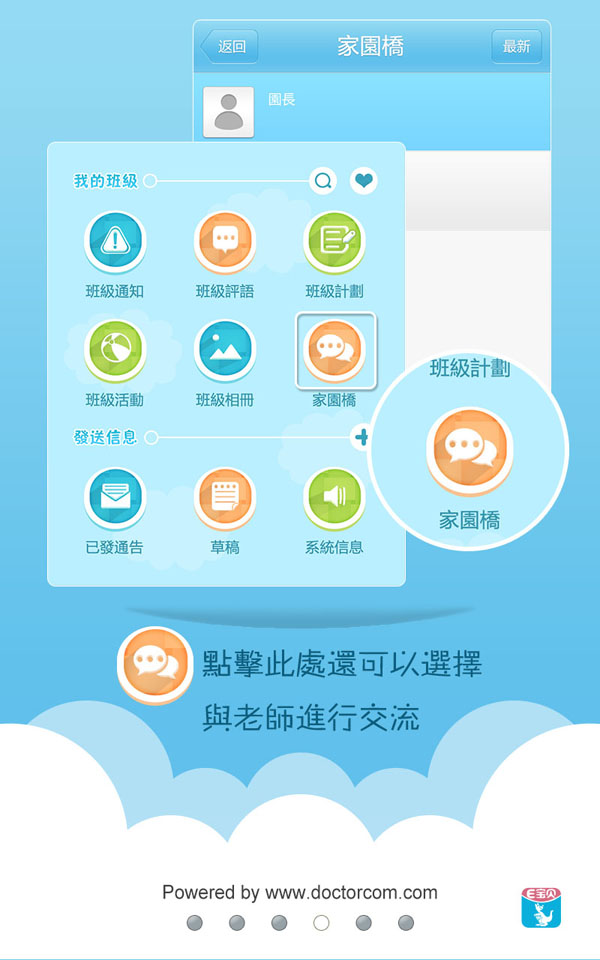 返回
家園橋
最新
園長
我的班級
班級通知
班級評語
班級計劃
班級活動
班級相冊
家園橋
發送信息
已發通告
草稿
系統信息
班級計劃
家園橋
點擊此處還可以選擇
與老師進行交流
Powered by www.doctorcom.com
E宝贝